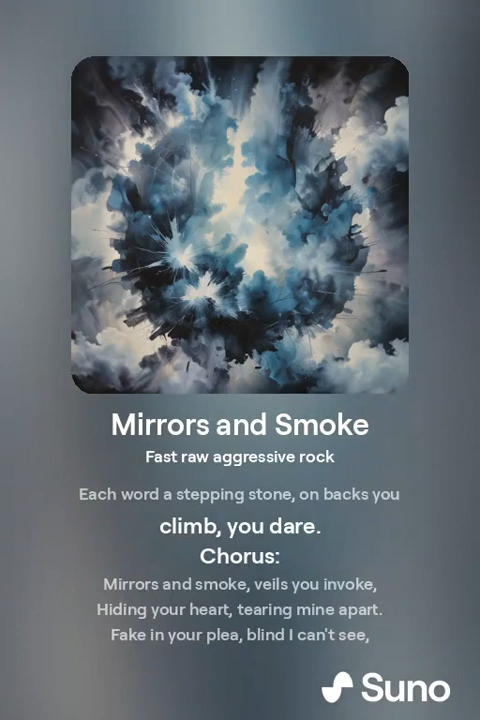 Mirrors and Smoke
Fast raw aggressive rock
Each word a stepping stone, on backs you
climb, you dare.
Chorus:
Mirrors and smoke, veils you invoke,
Hiding your heart, tearing mine apart.
Fake in your plea, blind I can't see,
Suno